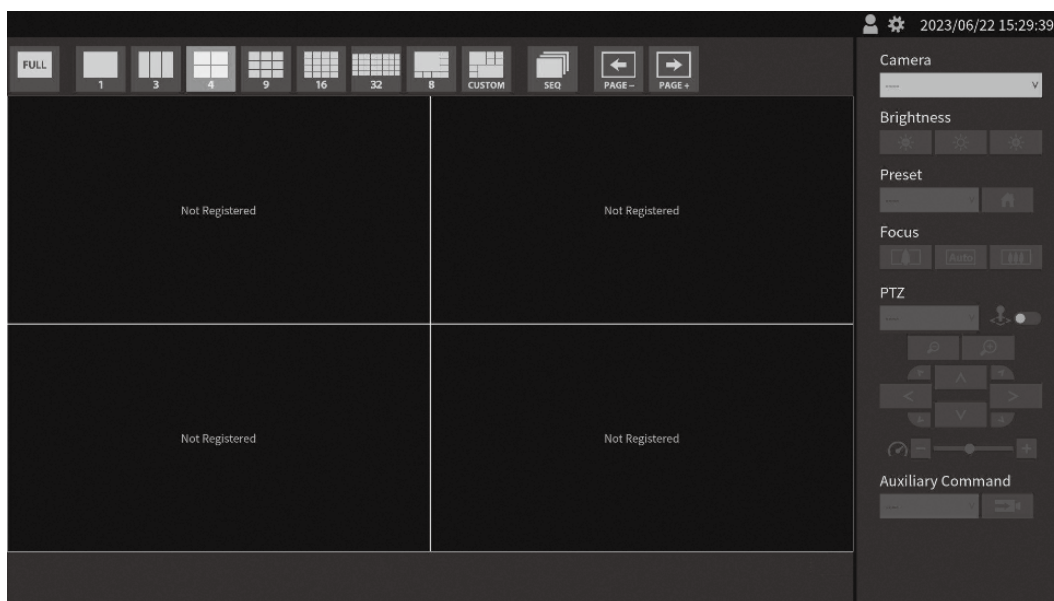 2023/06/22 15:29:39
FULL
1
3
4
9
16
32
8
CUSTOM
SEQ
PAGE−
PAGE+
Not Registered
Not Registered
Not Registered
Not Registered
Camera
----
Brightness
Preset
----
Focus
Auto
PTZ
----
Auxiliary Command
----